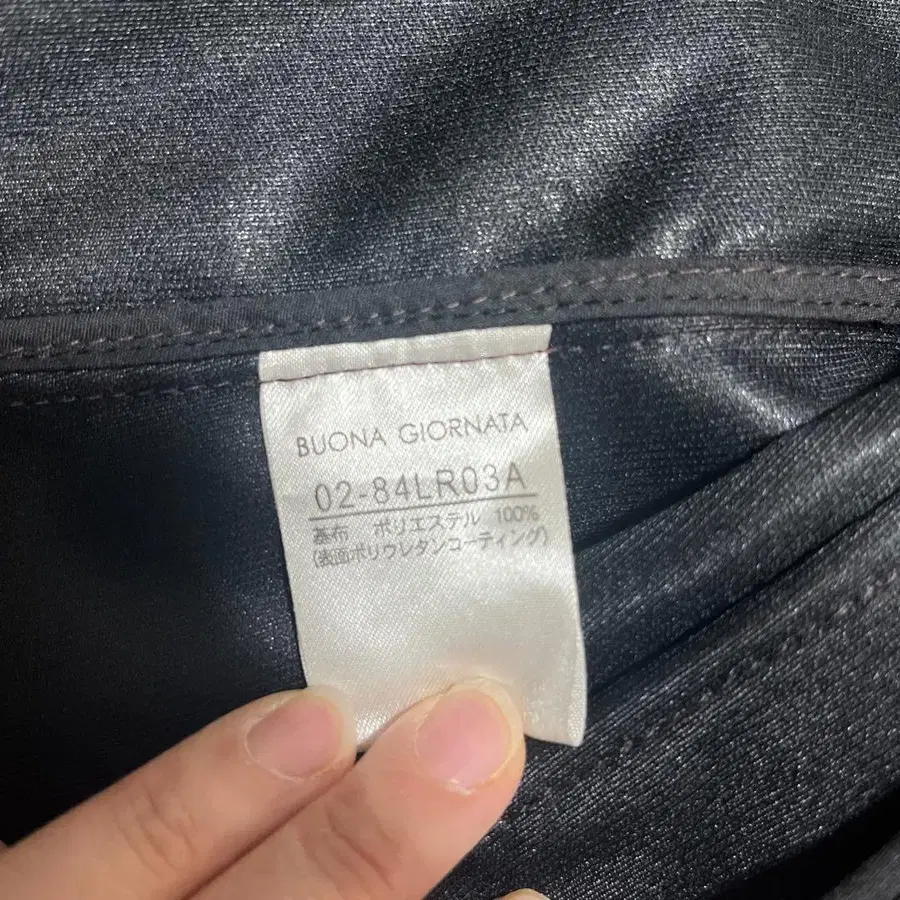 BUONA GIORNATA
02-84LR03A
基布 ポリエステル 100%
(表面ポリウレタンコーティング)